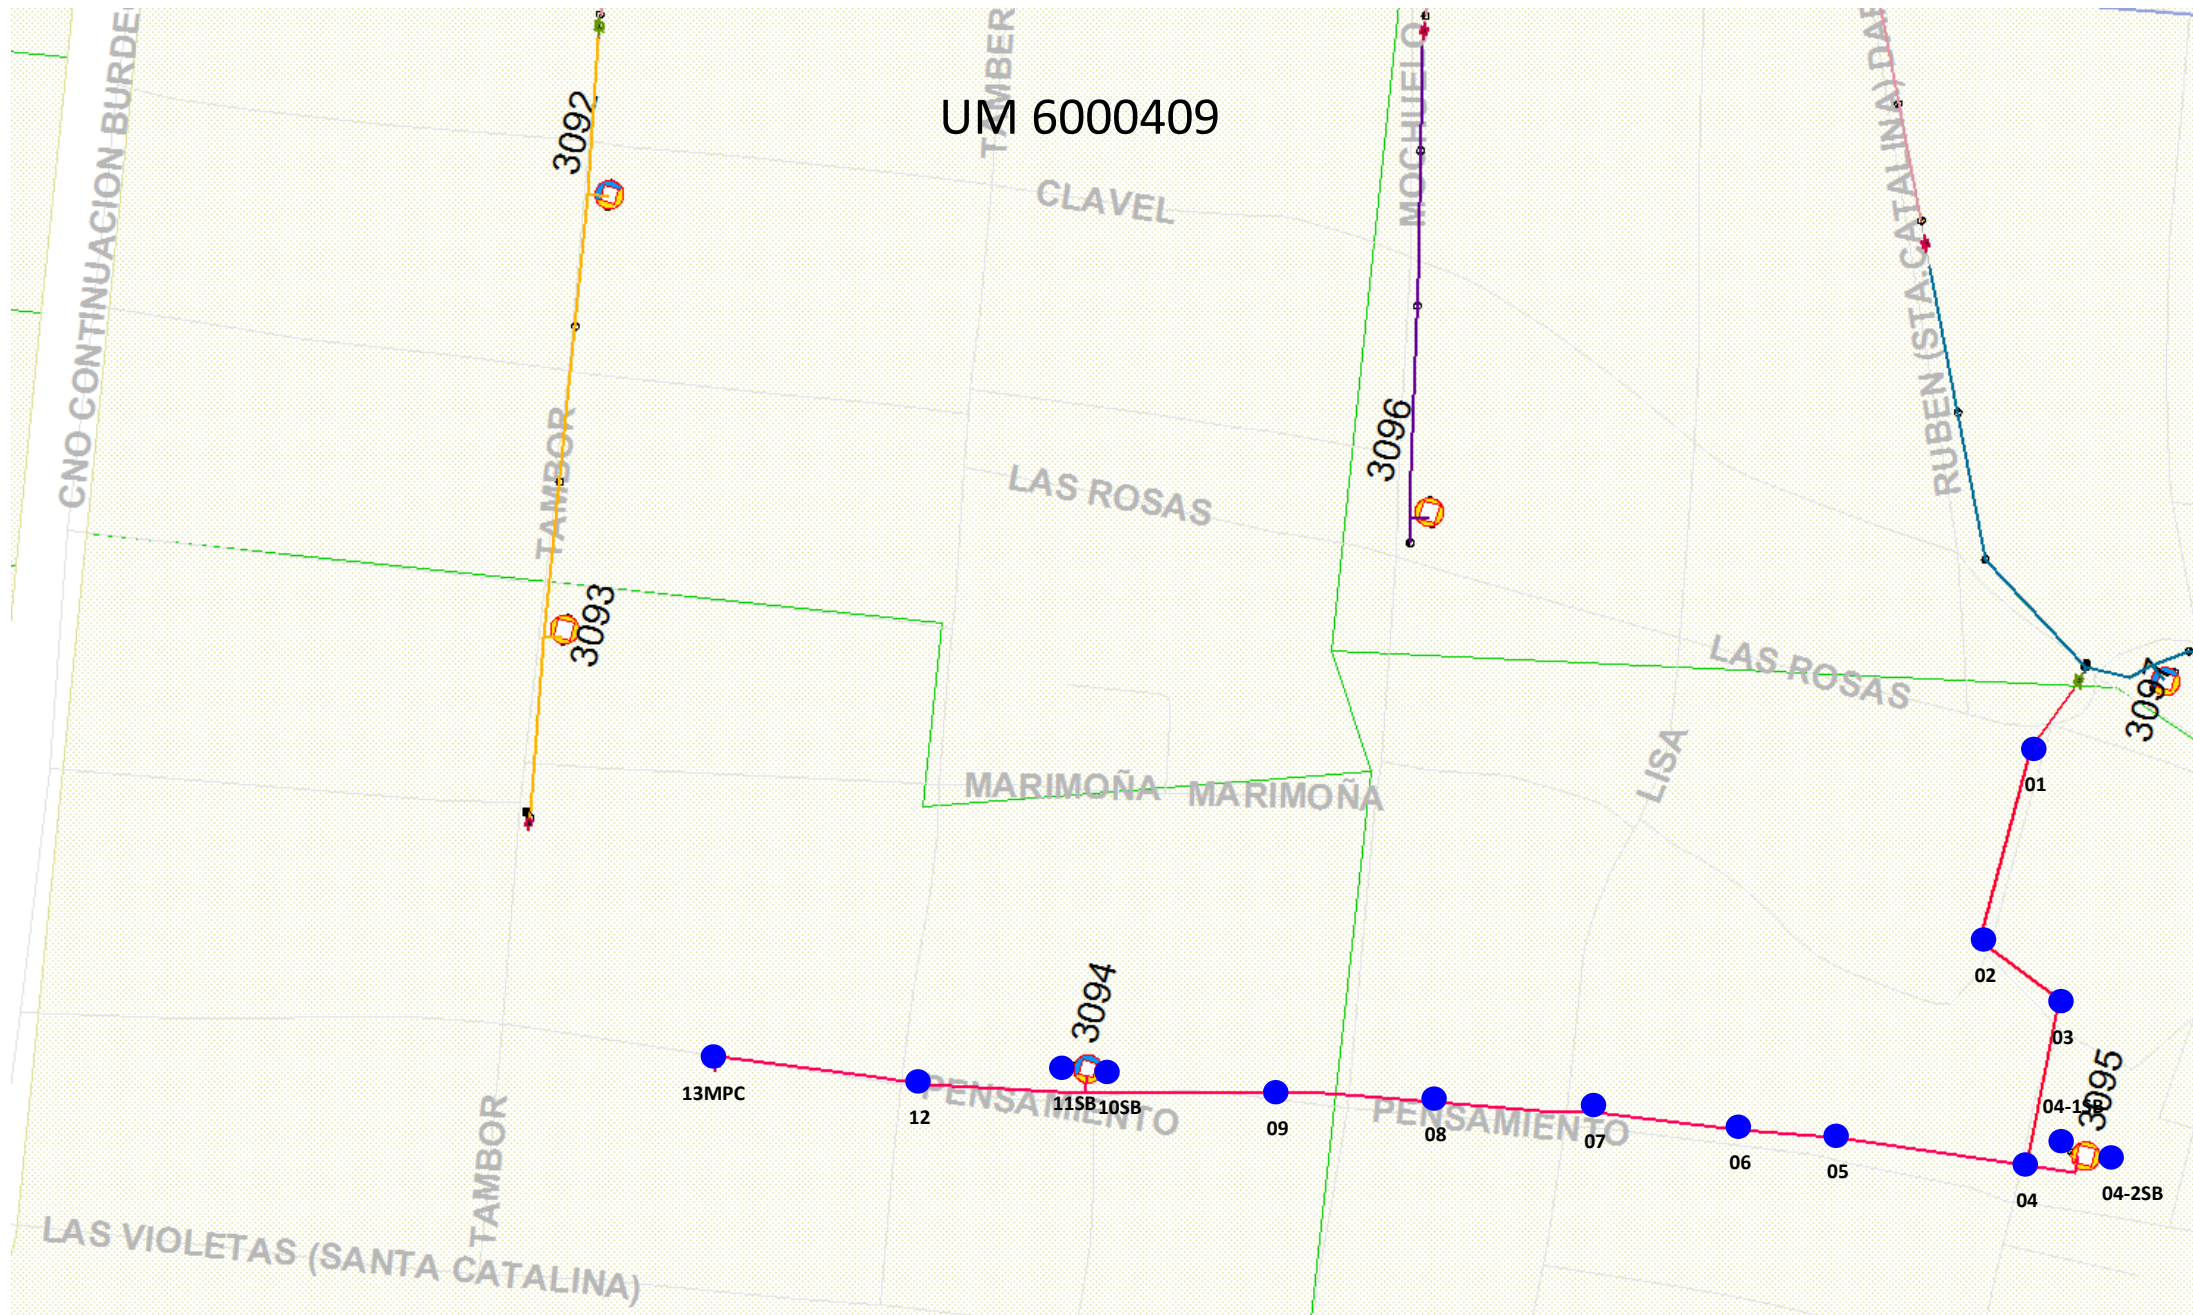 CNO CONTINUACION BURDE
3092
TAMBER
UM 6000409
MOCHUELO
RUBEN (STA.CATALINA) DAR
CLAVEL
TAMBOR
3096
LAS ROSAS
3093
LAS ROSAS
3097
LISA
01
MARIMOÑA
MARIMOÑA
02
3094
03
3095
13MPC
12
PENSAMIENTO
11SB
10SB
09
PENSAMIENTO
08
07
06
05
04-1SB
04
04-2SB
TAMBOR
LAS VIOLETAS (SANTA CATALINA)